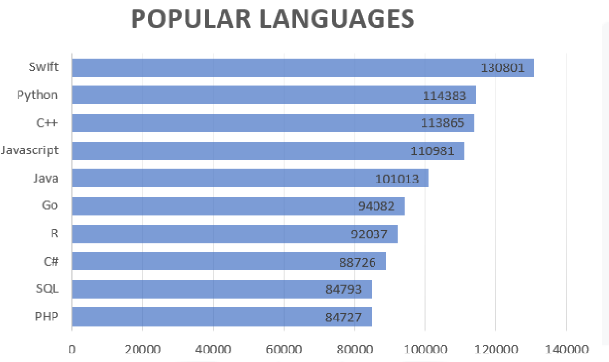 POPULAR LANGUAGES
Swift 130801
Python 114383
C++ 113865
Javascript 110981
Java 101013
Go 94082
R 92037
C# 88726
SQL 84793
PHP 84727
0 20000 40000 60000 80000 100000 120000 140000